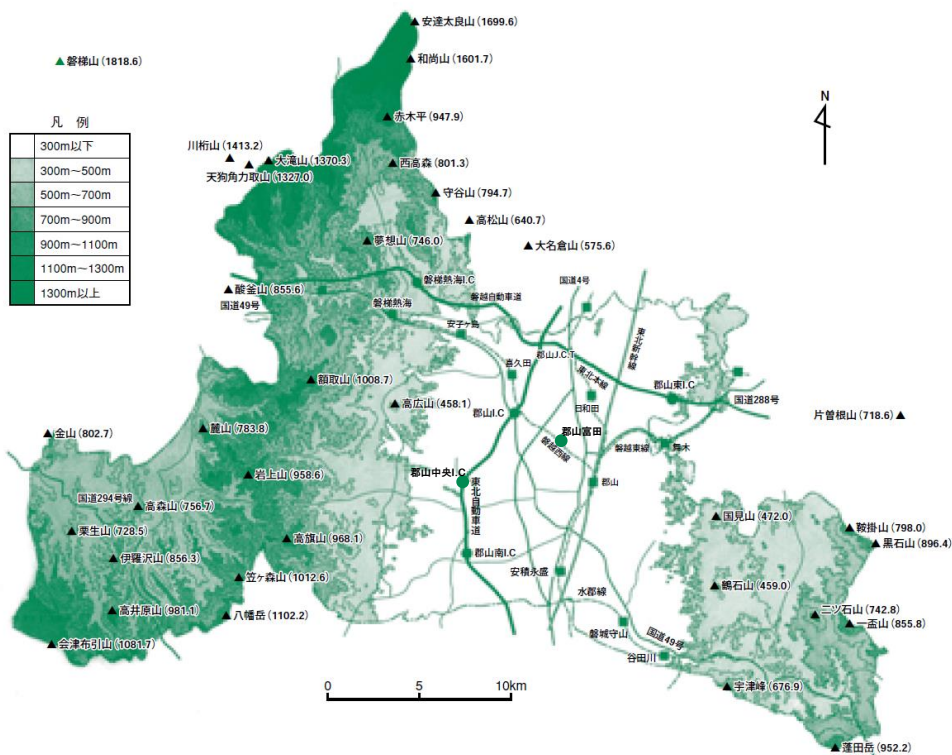 安達太良山(1699.6)
磐梯山(1818.6)
和尚山(1601.7)
N
凡 例
300m以下
300m〜500m
500m〜700m
700m〜900m
900m〜1100m
1100m〜1300m
1300m以上
赤木平(947.9)
川桁山(1413.2)
大滝山(1370.3)
天狗角力取山(1327.0)
西高森(801.3)
守谷山(794.7)
高松山(640.7)
夢想山(746.0)
大名倉山(575.6)
酸釜山(855.6)
国道49号
磐梯熱海I.C
磐梯熱海
磐越自動車道
国道4号
安子ヶ島
東北新幹線
喜久田
郡山J.C.T
東北本線
額取山(1008.7)
高広山(458.1)
郡山I.C
日和田
郡山東I.C
国道288号
片曽根山(718.6)
麓山(783.8)
金山(802.7)
郡山富田
磐越西線
磐越東線
舞木
岩上山(958.6)
郡山中央I.C
東北自動車道
郡山
国道294号線
高森山(756.7)
栗生山(728.5)
国見山(472.0)
鞍掛山(798.0)
黒石山(896.4)
高旗山(968.1)
伊羅沢山(856.3)
郡山南I.C
安積永盛
笠ヶ森山(1012.6)
水郡線
鶴石山(459.0)
高井原山(981.1)
八幡岳(1102.2)
二ツ石山(742.8)
一盃山(855.8)
磐城守山
国道49号
会津布引山(1081.7)
谷田川
宇津峰(676.9)
0 5 10km
蓬田岳(952.2)